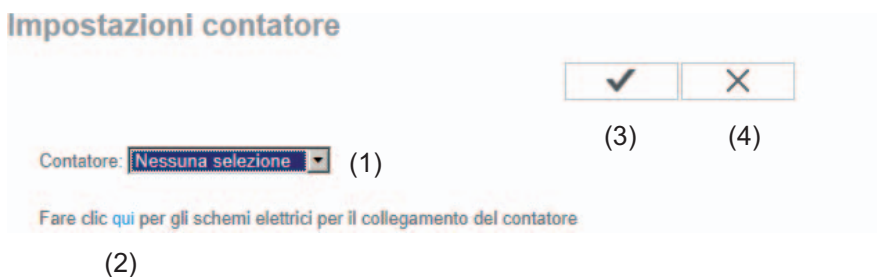 Impostazioni contatore
(3) (4)
Contatore: Nessuna selezione (1)
Fare clic qui per gli schemi elettrici per il collegamento del contatore
(2)